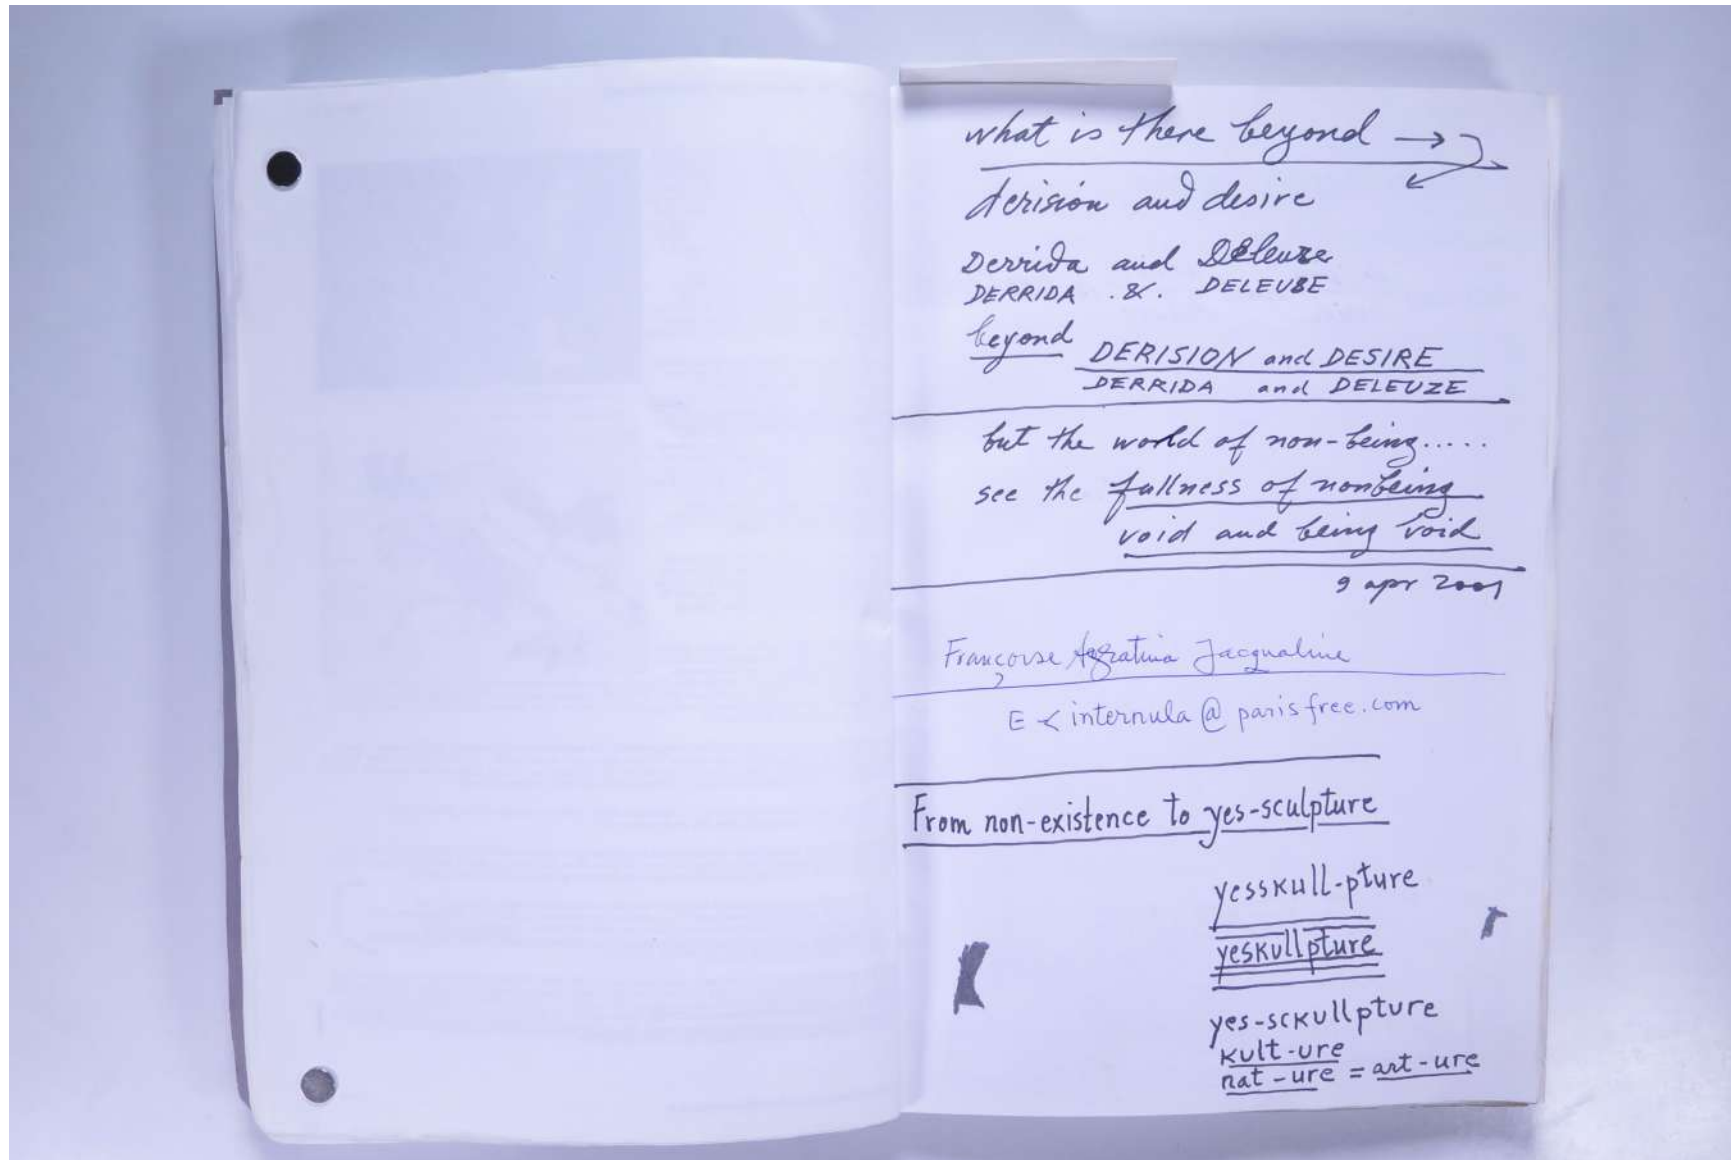 what is there beyond →
derision and desire
Derrida and Deleuze
DERRIDA .&. DELEUZE
beyond DERISION and DESIRE
DERRIDA and DELEUZE
but the world of non-being.....
see the fullness of nonbeing
void and being void
9 apr 2001
Françoise Jacqualine
E < internula@parisfree.com
From non-existence to yes-sculpture
yesskull-pture
yeskullpture
yes-sckullpture
kult-ure
nat-ure = art-ure